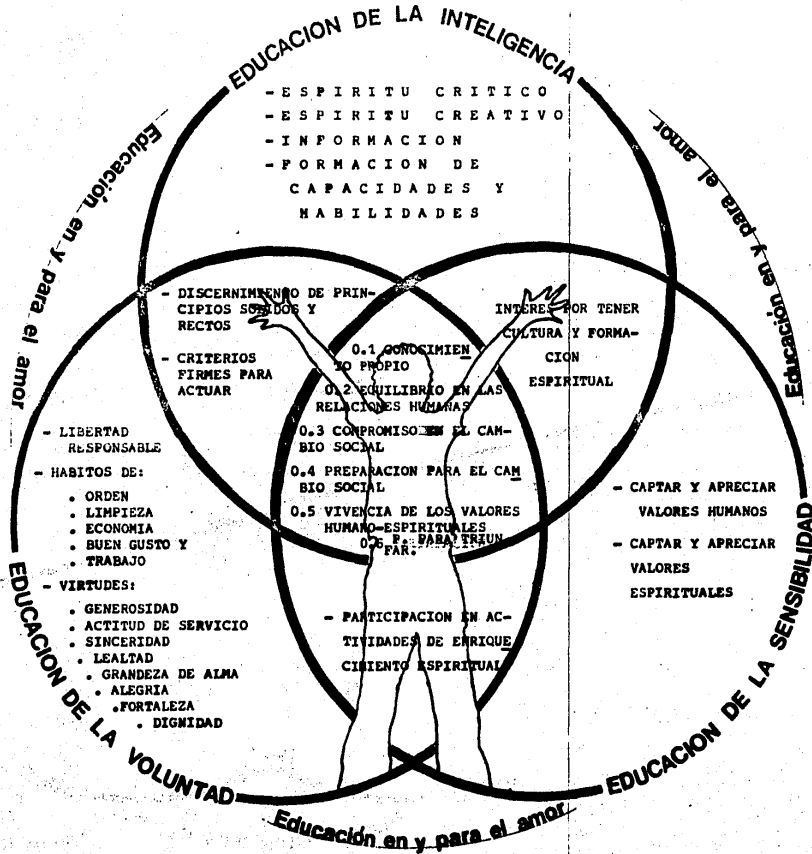 EDUCACION DE LA INTELIGENCIA
- ESPIRITU CRITICO
- ESPIRITU CREATIVO
- INFORMACION
- FORMACION DE
CAPACIDADES Y
HABILIDADES
Educación en y para el amor
Educación en y para el amor
- DISCERNIMIENTO DE PRIN-
CIPIOS SOLIDOS Y
RECTOS
- CRITERIOS
FIRMES PARA
ACTUAR
INTERES POR TENER
CULTURA Y FORMA-
CION
ESPIRITUAL
0.1 CONOCIMIEN
TO PROPIO
0.2 EQUILIBRIO EN LAS
RELACIONES HUMANAS
0.3 COMPROMISO EN EL CAM-
BIO SOCIAL
0.4 PREPARACION PARA EL CAM
BIO SOCIAL
0.5 VIVENCIA DE LOS VALORES
HUMANO-ESPIRITUALES
0.6 P. PARA TRIUN
FAR.
- LIBERTAD
RESPONSABLE
- HABITOS DE:
. ORDEN
. LIMPIEZA
. ECONOMIA
. BUEN GUSTO Y
. TRABAJO
- VIRTUDES:
. GENEROSIDAD
. ACTITUD DE SERVICIO
. SINCERIDAD
. LEALTAD
. GRANDEZA DE ALMA
. ALEGRIA
. FORTALEZA
. DIGNIDAD
- CAPTAR Y APRECIAR
VALORES HUMANOS
- CAPTAR Y APRECIAR
VALORES
ESPIRITUALES
- PARTICIPACION EN AC-
TIVIDADES DE ENRIQUE
CIMIENTO ESPIRITUAL
EDUCACION DE LA VOLUNTAD
EDUCACION DE LA SENSIBILIDAD
Educación en y para el amor